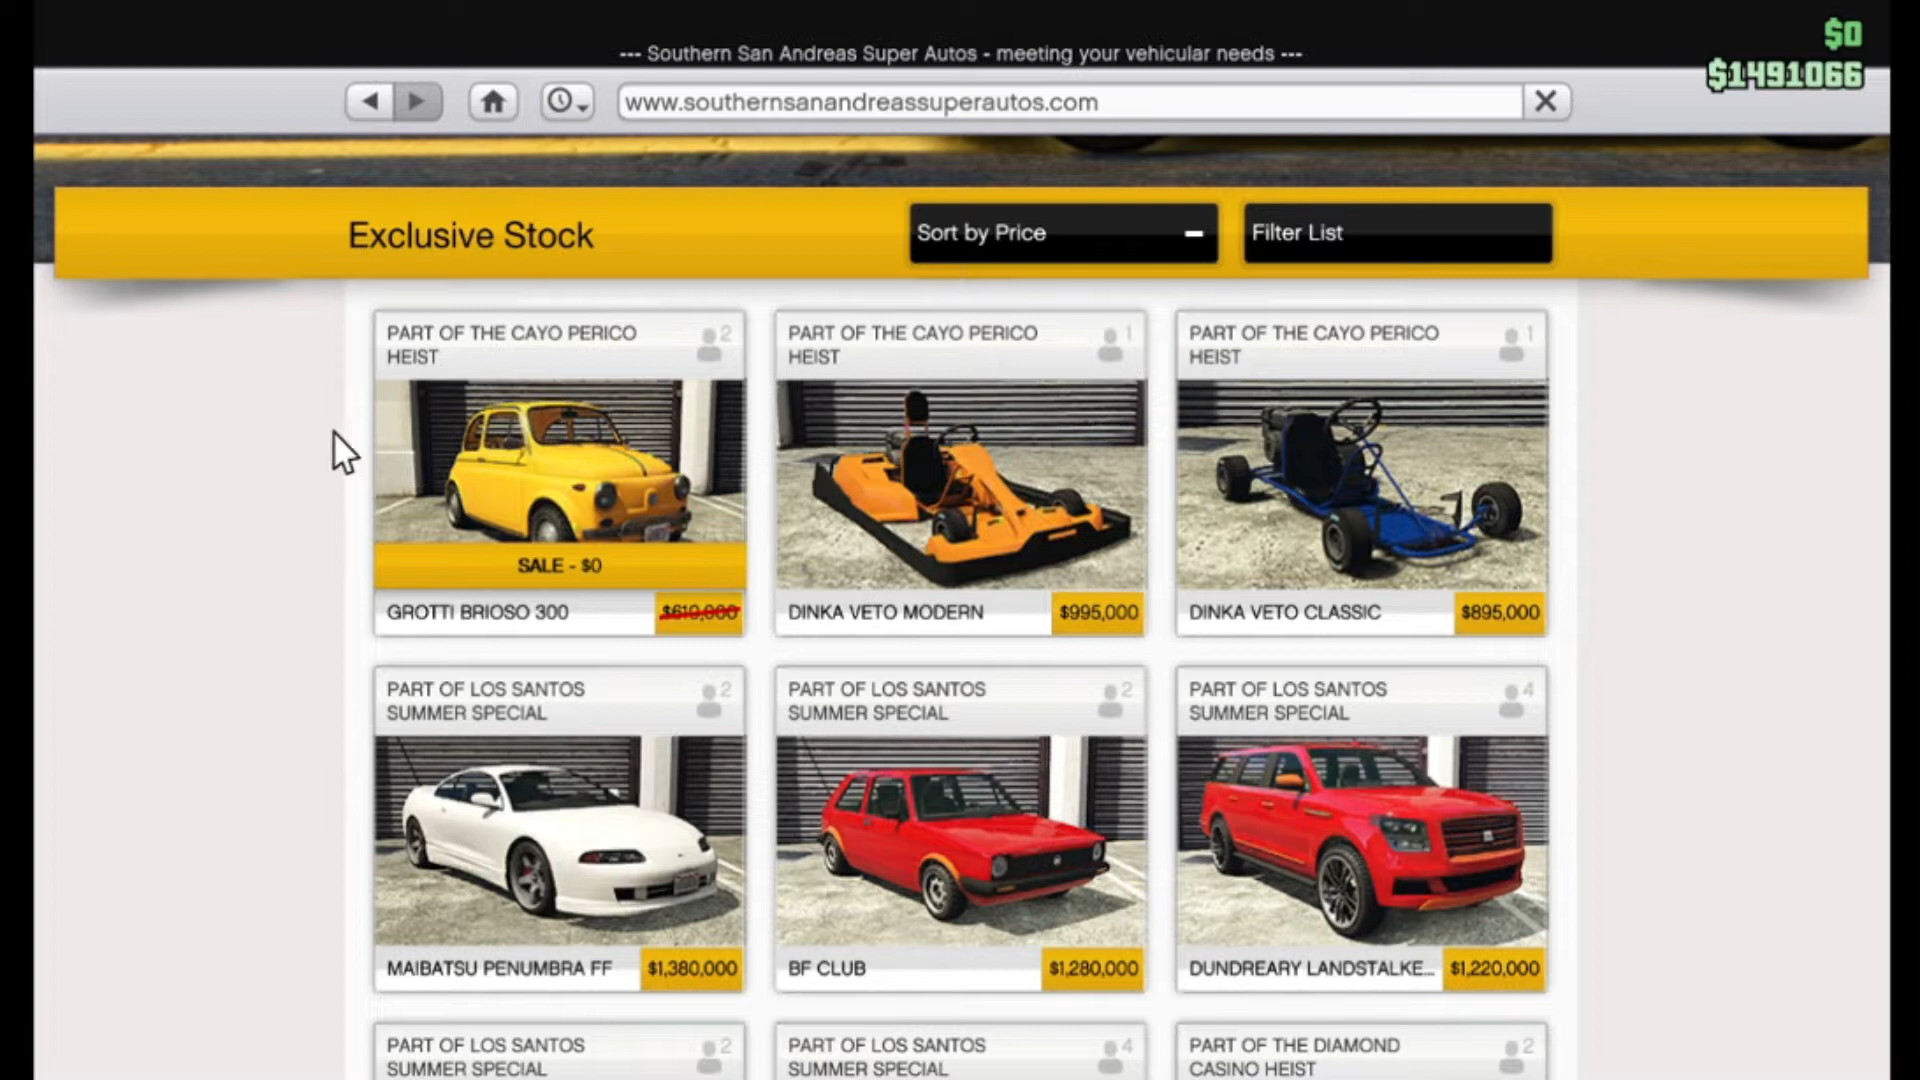 $0
--- Southern San Andreas Super Autos - meeting your vehicular needs ---
$1491066
www.southernsanandreassuperautos.com
Exclusive Stock
Sort by Price
Filter List
PART OF THE CAYO PERICO
HEIST
2
PART OF THE CAYO PERICO
HEIST
1
PART OF THE CAYO PERICO
HEIST
1
SALE - $0
GROTTI BRIOSO 300
$610,000
DINKA VETO MODERN
$995,000
DINKA VETO CLASSIC
$895,000
PART OF LOS SANTOS
SUMMER SPECIAL
2
PART OF LOS SANTOS
SUMMER SPECIAL
2
PART OF LOS SANTOS
SUMMER SPECIAL
4
MAIBATSU PENUMBRA FF
$1,380,000
BF CLUB
$1,280,000
DUNDREARY LANDSTALKE...
$1,220,000
PART OF LOS SANTOS
SUMMER SPECIAL
2
PART OF LOS SANTOS
SUMMER SPECIAL
4
PART OF THE DIAMOND
CASINO HEIST
2